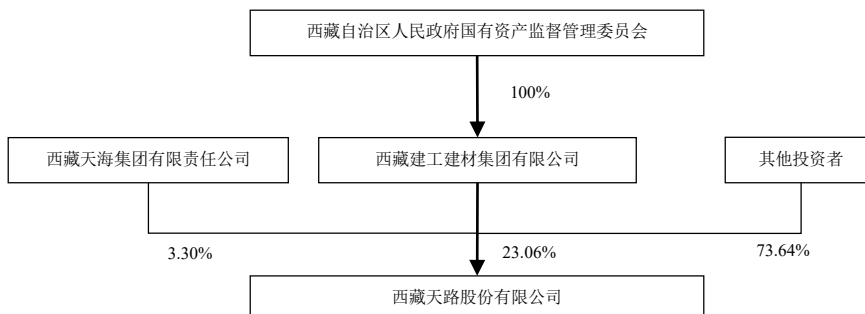 西藏自治区人民政府国有资产监督管理委员会
100%
西藏天海集团有限责任公司
西藏建工建材集团有限公司
其他投资者
3.30%
23.06%
73.64%
西藏天路股份有限公司